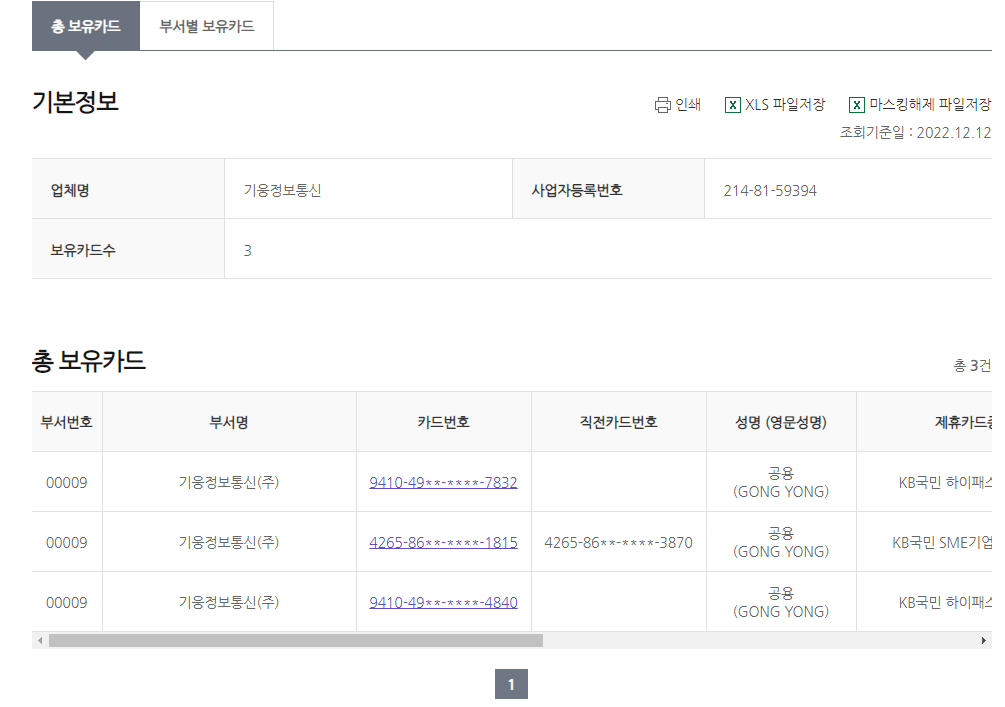 총 보유카드 부서별 보유카드
기본정보
인쇄 XLS 파일저장 마스킹해제 파일저장
조회기준일 : 2022.12.12
업체명 기웅정보통신 사업자등록번호 214-81-59394
보유카드수 3
총 보유카드
총 3건
부서번호 부서명 카드번호 직전카드번호 성명 (영문성명) 제휴카드
00009 기웅정보통신(주) 9410-49**-****-7832 공용 (GONG YONG) KB국민 하이패스
00009 기웅정보통신(주) 4265-86**-****-1815 4265-86**-****-3870 공용 (GONG YONG) KB국민 SME기업
00009 기웅정보통신(주) 9410-49**-****-4840 공용 (GONG YONG) KB국민 하이패스
1